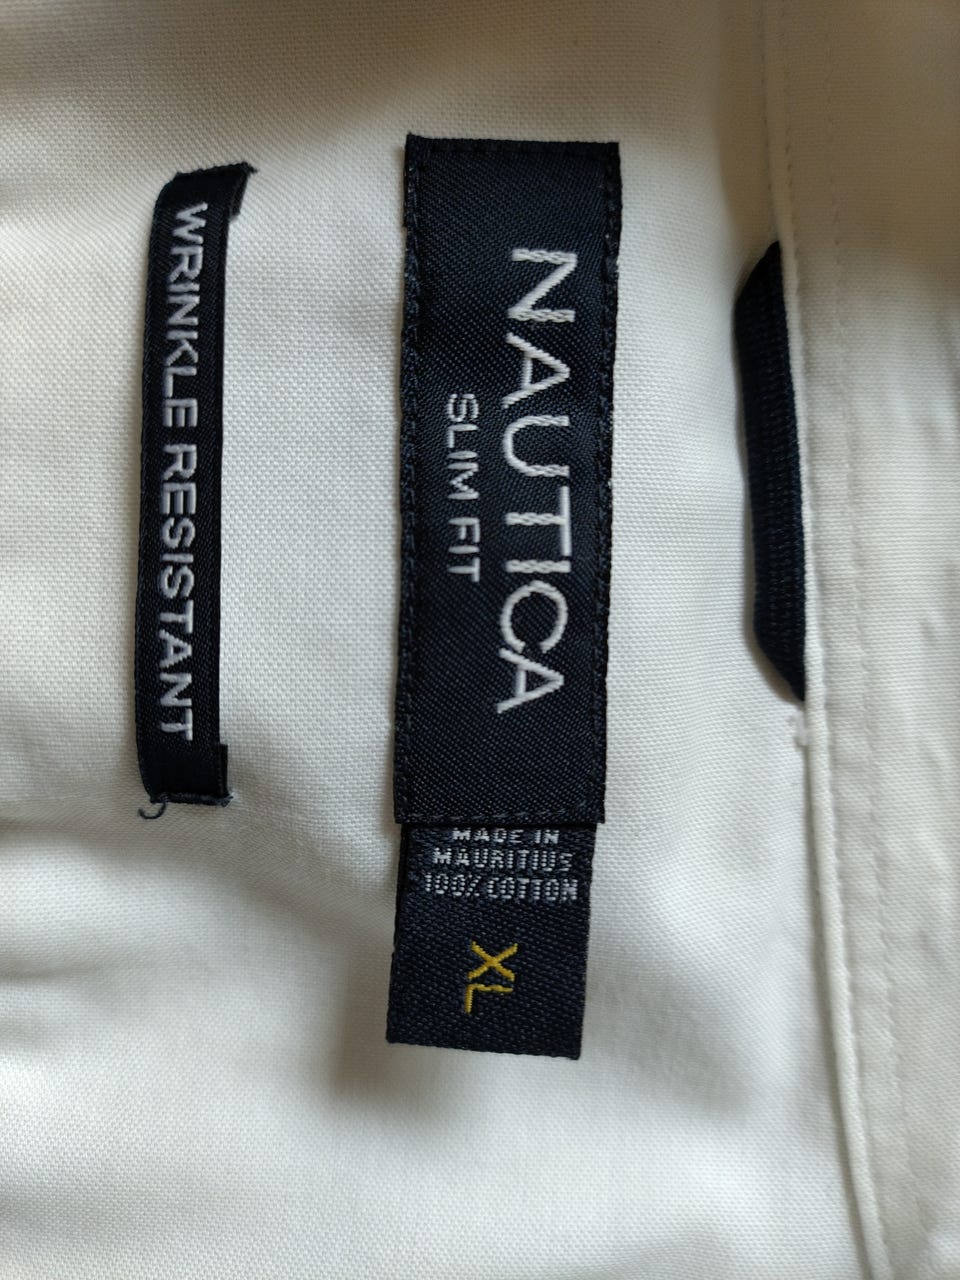 NAUTICA
SLIM FIT
MADE IN
MAURITIUS
100% COTTON
XL
WRINKLE RESISTANT